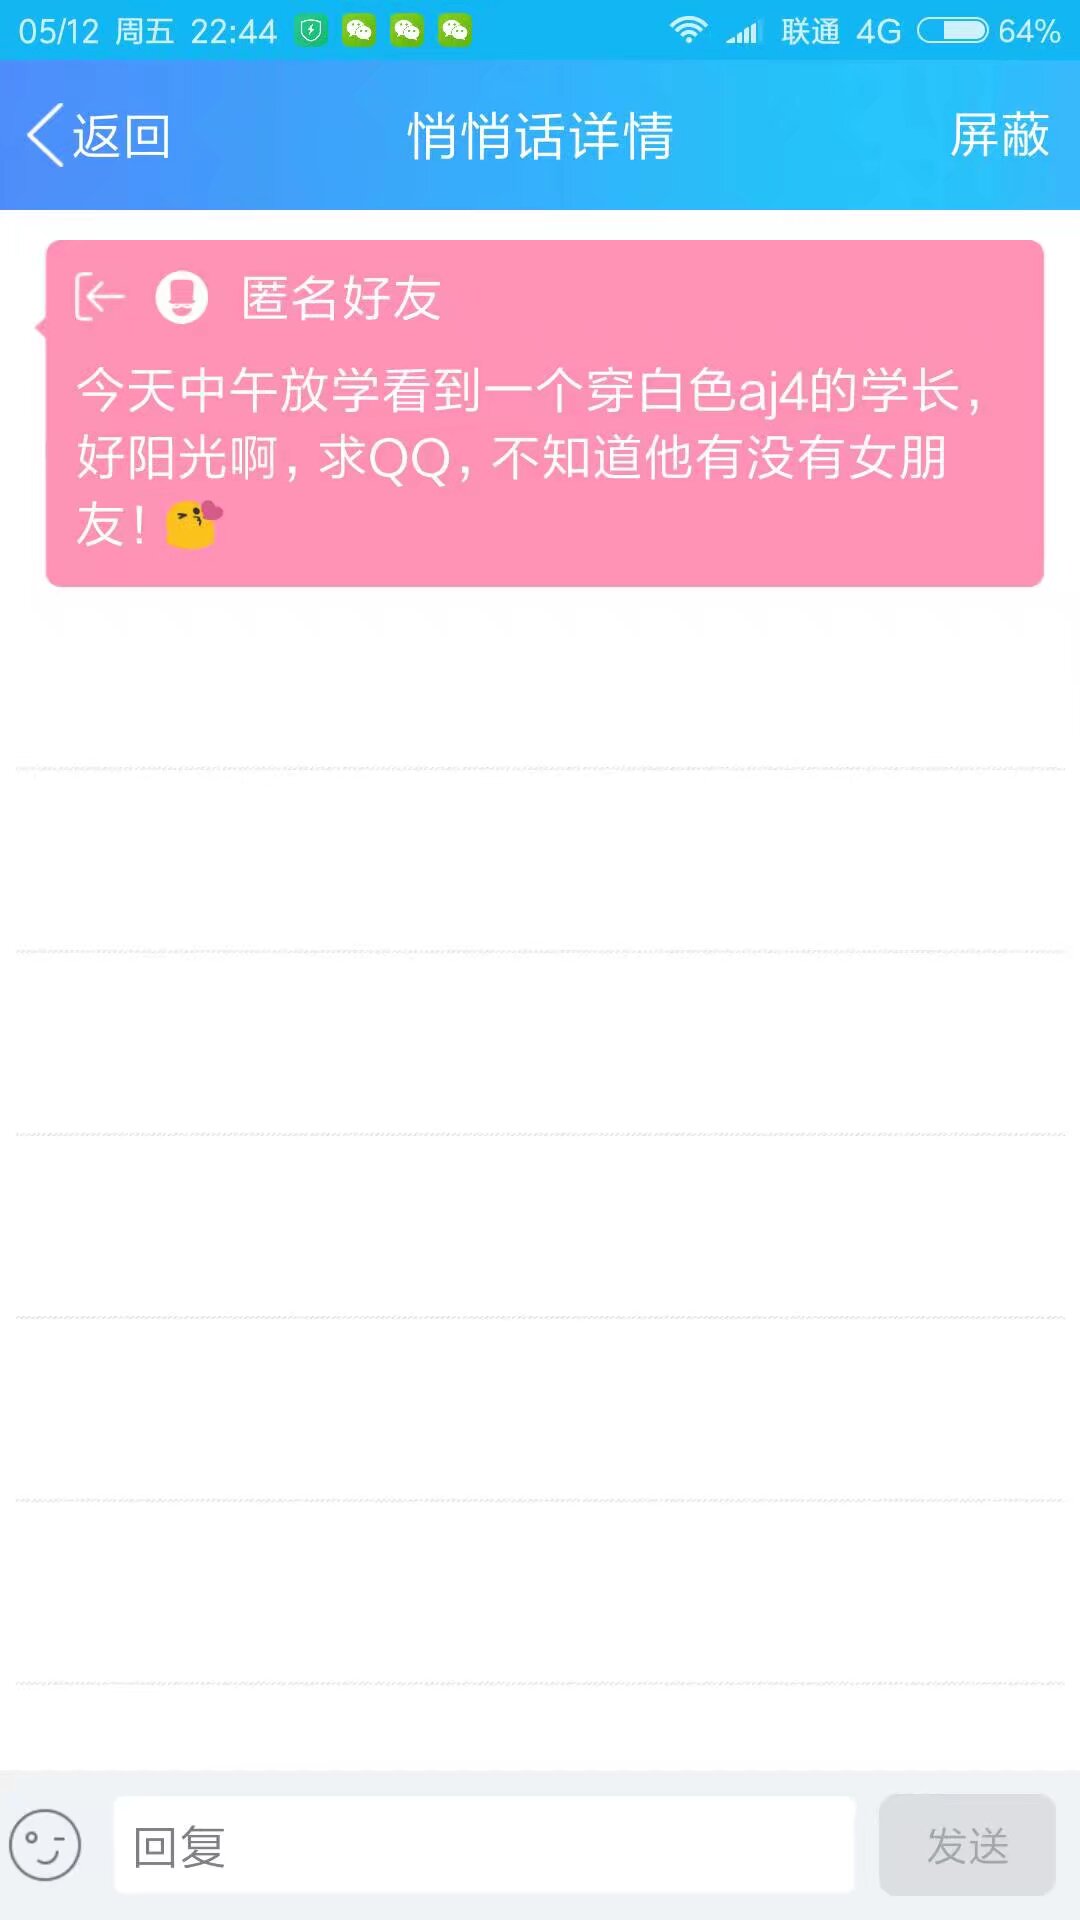 05/12 周五 22:44 联通 4G 64%
返回 悄悄话详情 屏蔽
匿名好友
今天中午放学看到一个穿白色aj4的学长，
好阳光啊，求QQ，不知道他有没有女朋
友！
回复 发送